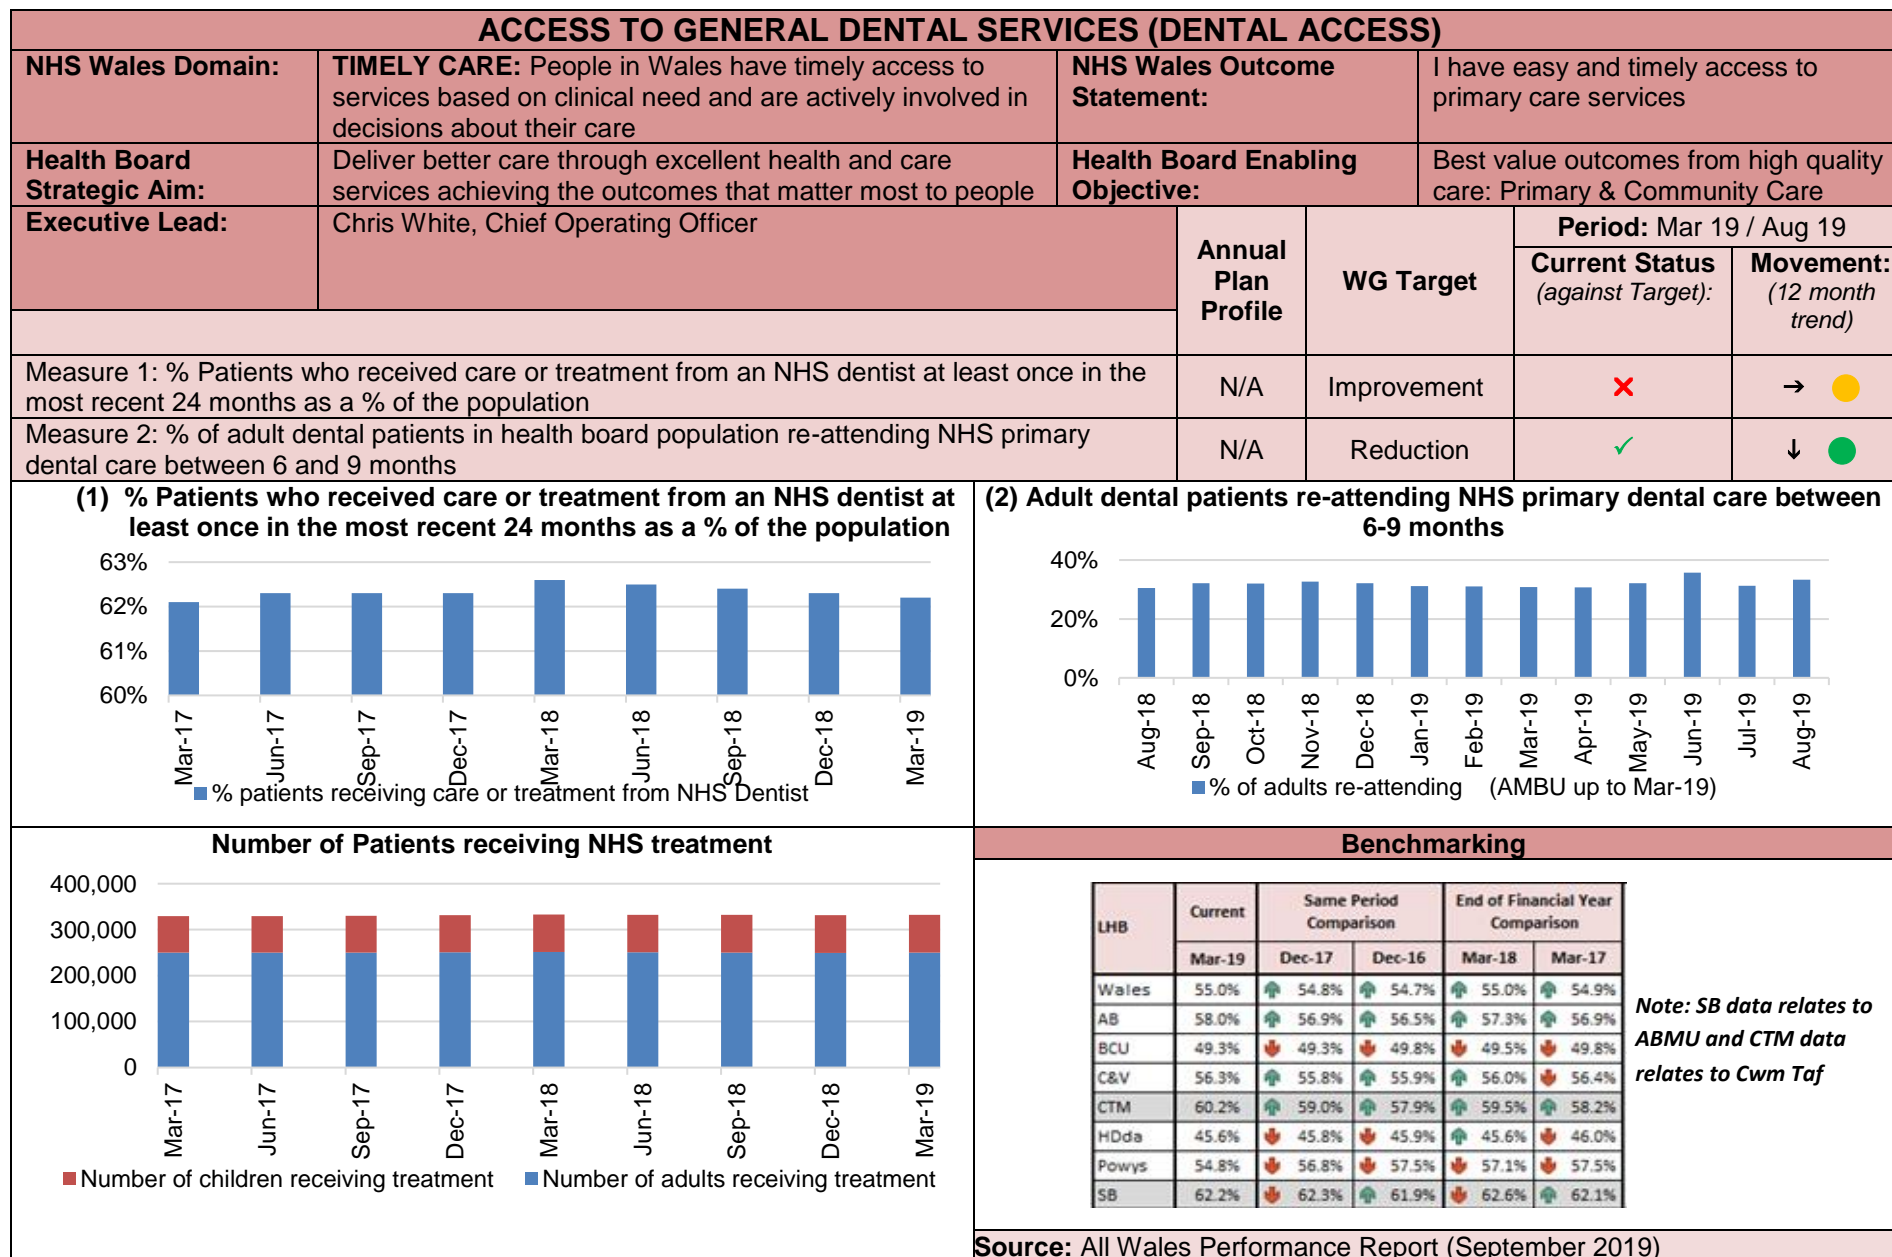 ACCESS TO GENERAL DENTAL SERVICES (DENTAL ACCESS)
NHS Wales Domain:
TIMELY CARE: People in Wales have timely access to
services based on clinical need and are actively involved in
decisions about their care
NHS Wales Outcome
Statement:
I have easy and timely access to
primary care services
Health Board
Strategic Aim:
Deliver better care through excellent health and care
services achieving the outcomes that matter most to people
Health Board Enabling
Objective:
Best value outcomes from high quality
care: Primary & Community Care
Executive Lead:
Chris White, Chief Operating Officer
Annual
Plan
Profile
WG Target
Period: Mar 19 / Aug 19
Current Status
(against Target):
Movement:
(12 month
trend)
Measure 1: % Patients who received care or treatment from an NHS dentist at least once in the
most recent 24 months as a % of the population
N/A
Improvement
✗
➔
Measure 2: % of adult dental patients in health board population re-attending NHS primary
dental care between 6 and 9 months
N/A
Reduction
✓
↓
(1) % Patients who received care or treatment from an NHS dentist at
least once in the most recent 24 months as a % of the population
63%
62%
61%
60%
Mar-17
Jun-17
Sep-17
Dec-17
Mar-18
Jun-18
Sep-18
Dec-18
Mar-19
% patients receiving care or treatment from NHS Dentist
(2) Adult dental patients re-attending NHS primary dental care between
6-9 months
40%
20%
0%
Aug-18
Sep-18
Oct-18
Nov-18
Dec-18
Jan-19
Feb-19
Mar-19
Apr-19
May-19
Jun-19
Jul-19
Aug-19
% of adults re-attending (AMBU up to Mar-19)
Number of Patients receiving NHS treatment
400,000
300,000
200,000
100,000
0
Mar-17
Jun-17
Sep-17
Dec-17
Mar-18
Jun-18
Sep-18
Dec-18
Mar-19
Number of children receiving treatment Number of adults receiving treatment
Benchmarking
LHB
Current
Same Period
Comparison
End of Financial Year
Comparison
Mar-19 Dec-17 Dec-16 Mar-18 Mar-17
Wales 55.0% 54.8% 54.7% 55.0% 54.9%
AB 58.0% 56.9% 56.5% 57.3% 56.9%
BCU 49.3% 49.3% 49.8% 49.5% 49.8%
C&V 56.3% 55.8% 55.9% 56.0% 56.4%
CTM 60.2% 59.0% 57.9% 59.5% 58.2%
HDda 45.6% 45.8% 45.9% 45.6% 46.0%
Powys 54.8% 56.8% 57.5% 57.1% 57.5%
SB 62.2% 62.3% 61.9% 62.6% 62.1%
Note: SB data relates to
ABMU and CTM data
relates to Cwm Taf
Source: All Wales Performance Report (September 2019)